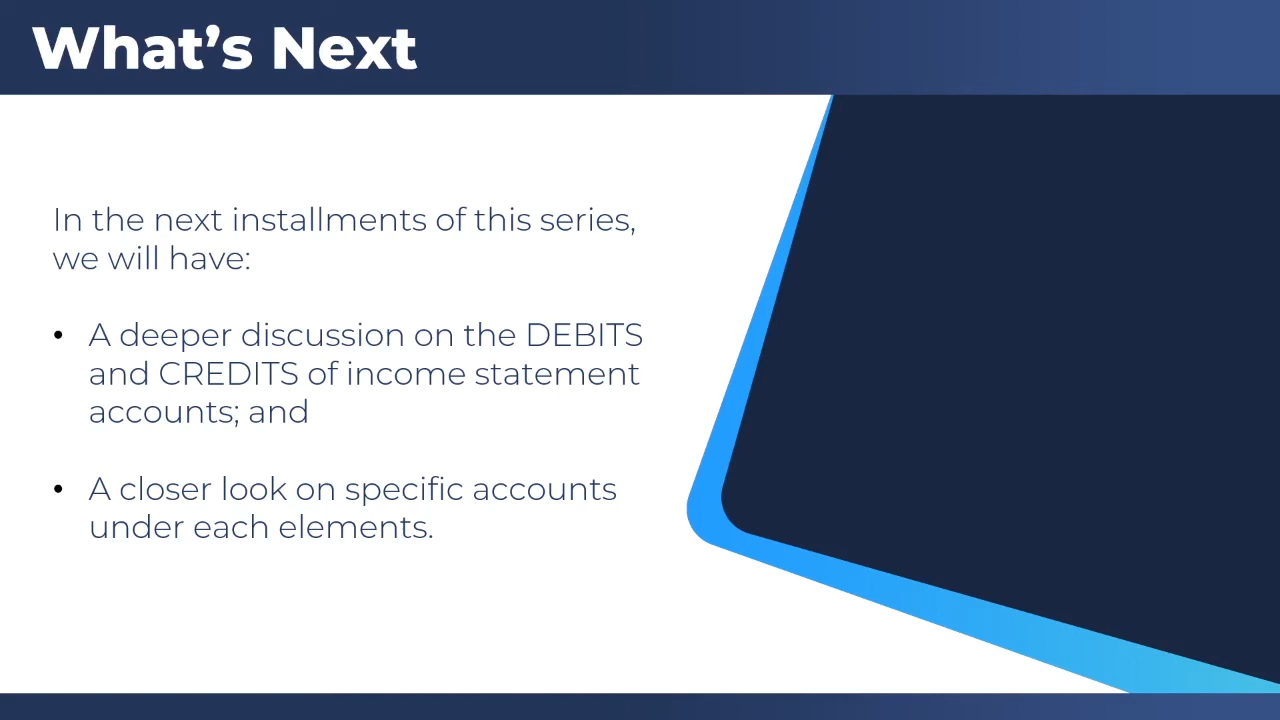 What’s Next
In the next installments of this series,
we will have:
• A deeper discussion on the DEBITS
and CREDITS of income statement
accounts; and
• A closer look on specific accounts
under each elements.